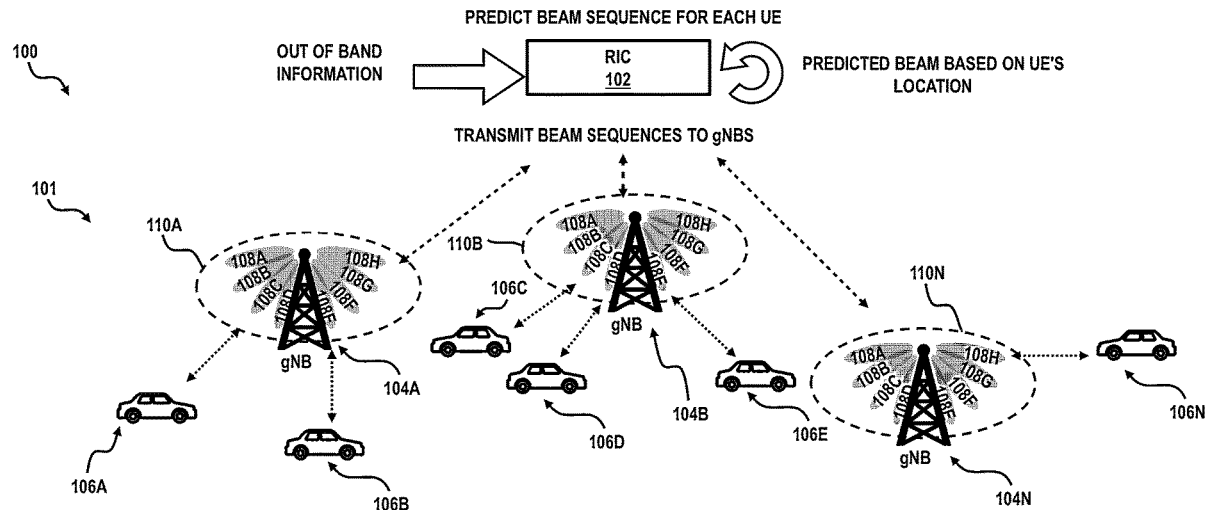 PREDICT BEAM SEQUENCE FOR EACH UE
100
OUT OF BAND
INFORMATION
RIC
102
PREDICTED BEAM BASED ON UE'S
LOCATION
TRANSMIT BEAM SEQUENCES TO gNBS
101
110A
108A
108B
108C
108D
108E
108F
108G
108H
gNB
104A
110B
108A
108B
108C
108D
108E
108F
108G
108H
gNB
104B
110N
108A
108B
108C
108D
108E
108F
108G
108H
gNB
104N
106A
106B
106C
106D
106E
106N